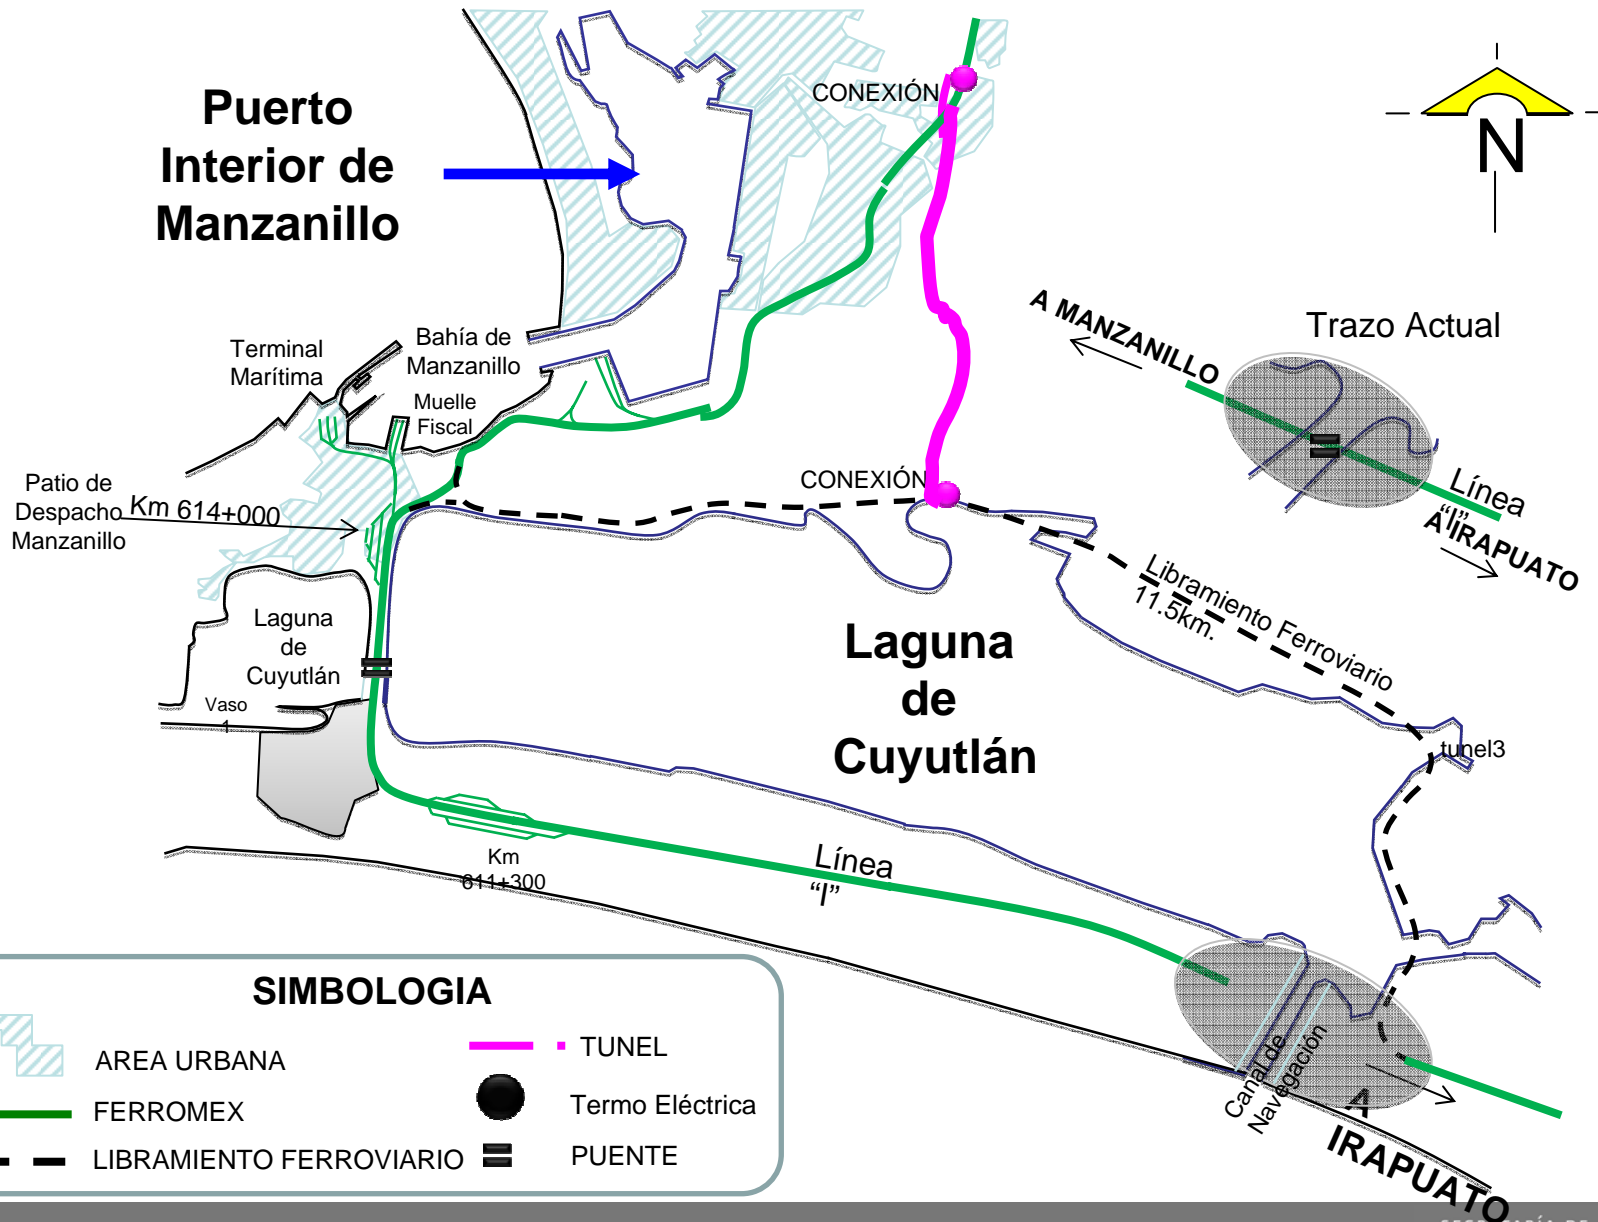 Puerto
Interior de
Manzanillo
CONEXIÓN
N
A MANZANILLO
Trazo Actual
Línea
“I”
A IRAPUATO
Terminal
Marítima
Bahía de
Manzanillo
Muelle
Fiscal
Patio de
Despacho
Manzanillo
Km 614+000
CONEXIÓN
Libramiento Ferroviario
11.5km.
Laguna
de
Cuyutlán
Vaso
1
Laguna
de
Cuyutlán
tunel3
Km
611+300
Línea
“I”
Canal de
Navegación
A
IRAPUATO
SIMBOLOGIA
AREA URBANA
FERROMEX
LIBRAMIENTO FERROVIARIO
TUNEL
Termo Eléctrica
PUENTE